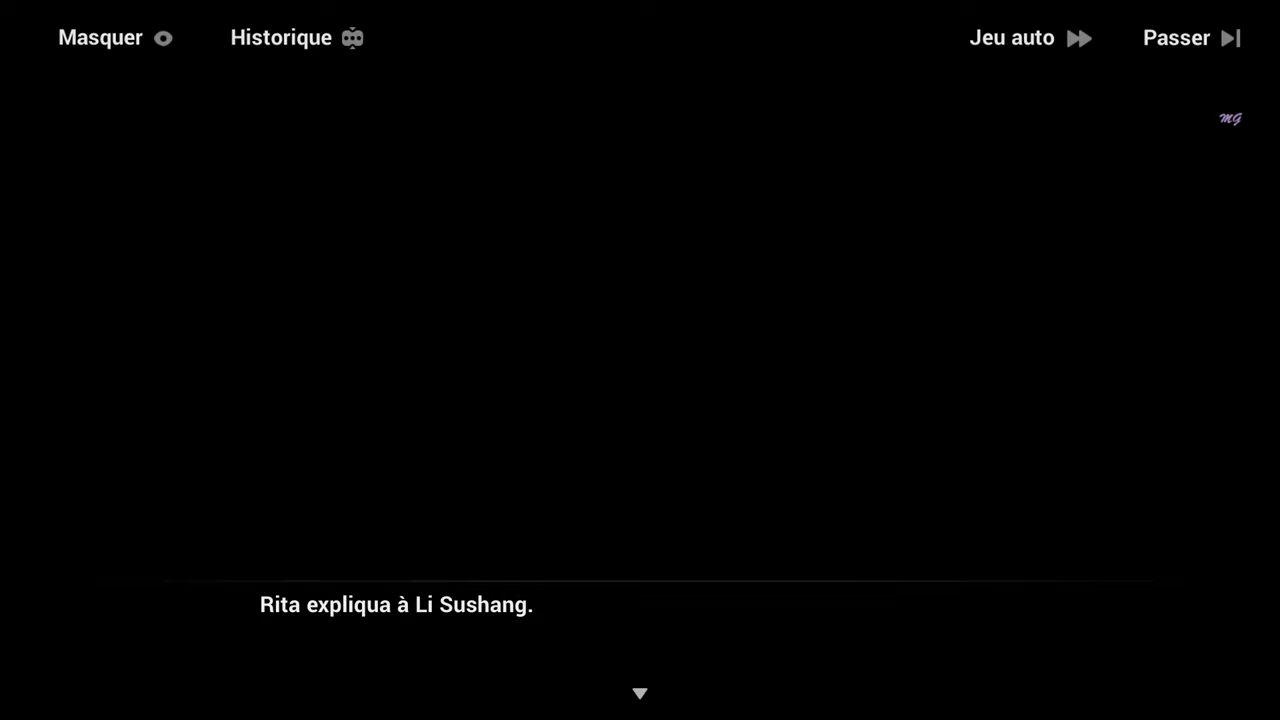 Masquer
Historique
Jeu auto
Passer
MG
Rita expliqua à Li Sushang.